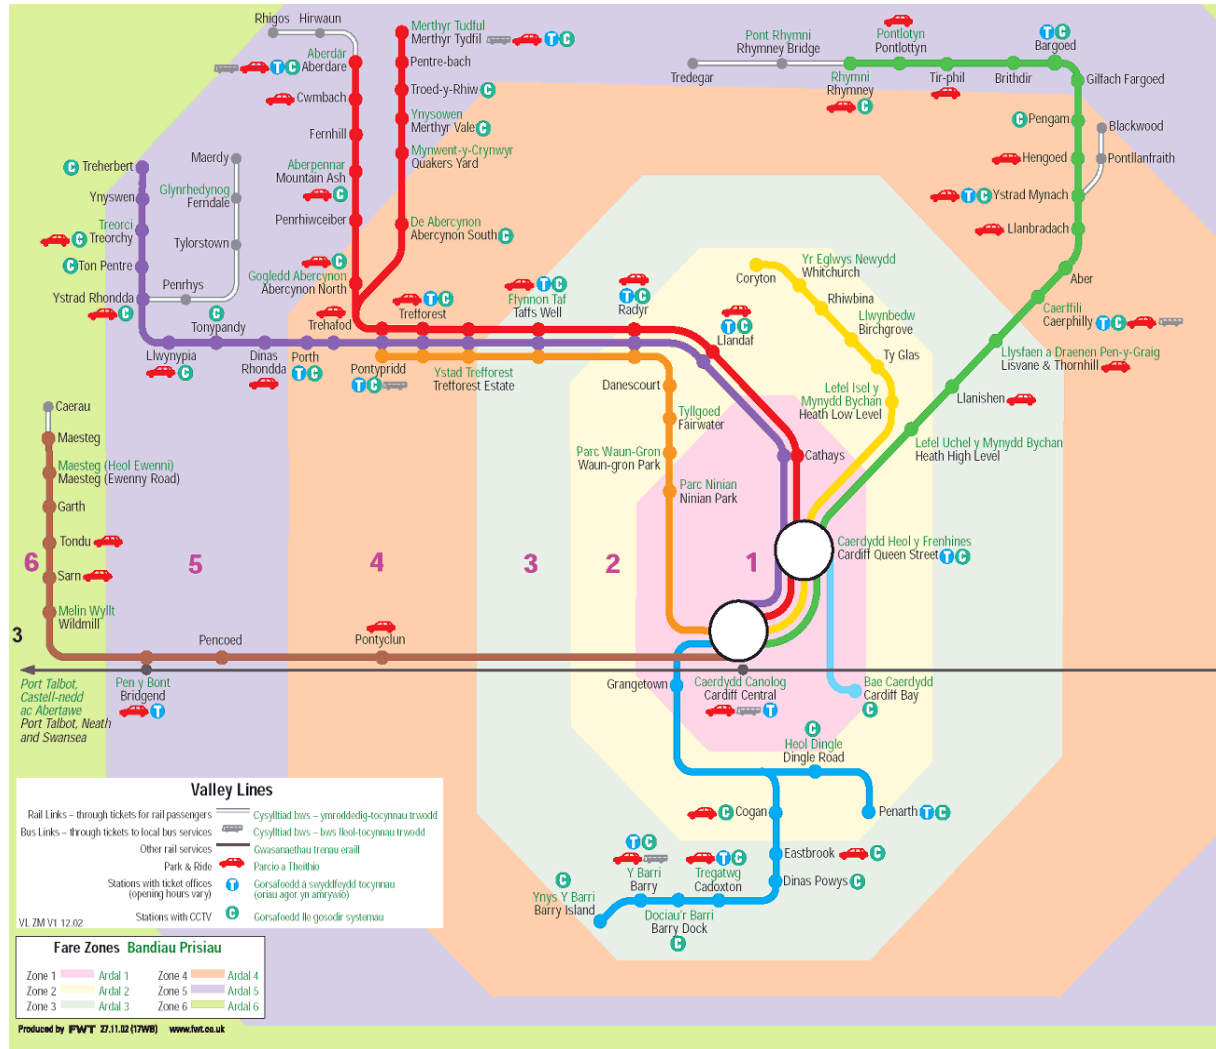 Rhigos
Hirwaun
Aberdâr
Aberdare
Cwmbach
Fernhill
Aberpennar
Mountain Ash
Penrhiwceiber
Gogledd Abercynon
Abercynon North
Merthyr Tudful
Merthyr Tydfil
Pentre-bach
Troed-y-Rhiw
Ynysowen
Merthyr Vale
Mynwent-y-Crynwyr
Quakers Yard
De Abercynon
Abercynon South
Pont Rhymni
Rhymney Bridge
Tredegar
Rhymni
Rhymney
Pontlotyn
Pontlottyn
Tir-phil
Brithdir
Bargoed
Gilfach Fargoed
Pengam
Blackwood
Hengoed
Pontllanfraith
Ystrad Mynach
Llanbradach
Aber
Caerffili
Caerphilly
Llysfaen a Draenen Pen-y-Graig
Lisvane & Thornhill
Llanishen
Lefel Uchel y Mynydd Bychan
Heath High Level
Treherbert
Ynyswen
Treorci
Treorchy
Ton Pentre
Ystrad Rhondda
Maerdy
Glynrhedynog
Ferndale
Tylorstown
Penrhys
Tonypandy
Llwynypia
Dinas
Rhondda
Porth
Trehafod
Pontypridd
Trefforest
Ystad Trefforest
Trefforest Estate
Ffynnon Taf
Taffs Well
Radyr
Llandaf
Coryton
Yr Eglwys Newydd
Whitchurch
Rhiwbina
Llwynbedw
Birchgrove
Ty Glas
Lefel Isel y
Mynydd Bychan
Heath Low Level
Danescourt
Tyllgoed
Fairwater
Parc Waun-Gron
Waun-gron Park
Parc Ninian
Ninian Park
Cathays
Caerdydd Heol y Frenhines
Cardiff Queen Street
Caerau
Maesteg
Maesteg (Heol Ewenni)
Maesteg (Ewenny Road)
Garth
Tondu
Sarn
Melin Wyllt
Wildmill
6
5
4
3
2
1
3
Pencoed
Pontyclun
Pen y Bont
Bridgend
Port Talbot,
Castell-nedd
ac Abertawe
Port Talbot, Neath
and Swansea
Grangetown
Caerdydd Canolog
Cardiff Central
Bae Caerdydd
Cardiff Bay
Heol Dingle
Dingle Road
Cogan
Penarth
Eastbrook
Dinas Powys
Y Barri
Barry
Tregatwg
Cadoxton
Ynys Y Barri
Barry Island
Dociau'r Barri
Barry Dock
Valley Lines
Rail Links – through tickets for rail passengers Cysylltiad bws – ymroddedig-tocynnau trwodd
Bus Links – through tickets to local bus services Cysylltiad bws – bws lleol-tocynnau trwodd
Other rail services Gwasanaethau trenau eraill
Park & Ride Parcio a Theithio
Stations with ticket offices T Gorsafoedd â swyddfeydd tocynnau
(opening hours vary) (oriau agor yn amrywio)
Stations with CCTV C Gorsafoedd lle gosodir systemau
VL ZM V1 12.02
Fare Zones Bandiau Prisiau
Zone 1 Ardal 1 Zone 4 Ardal 4
Zone 2 Ardal 2 Zone 5 Ardal 5
Zone 3 Ardal 3 Zone 6 Ardal 6
Produced by FWT 27.11.02 (17WB) www.fwt.co.uk